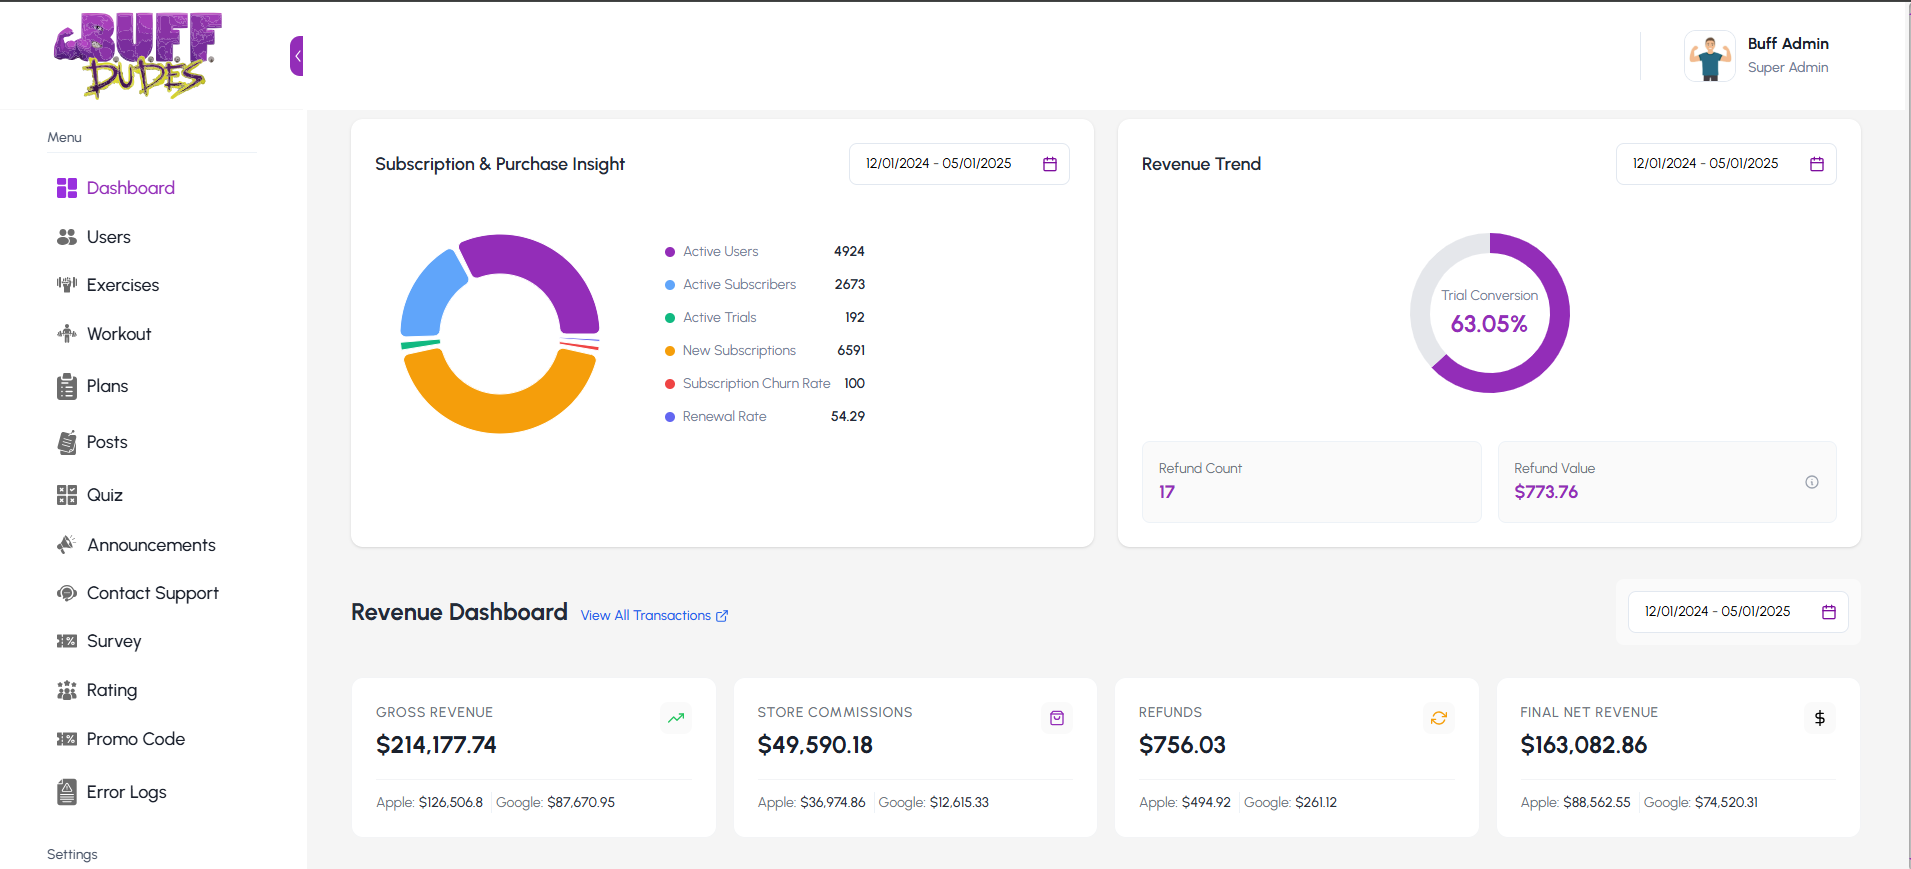 B.U.F.F.
DUDES
Buff Admin
Super Admin
Menu
Dashboard
Users
Exercises
Workout
Plans
Posts
Quiz
Announcements
Contact Support
Survey
Rating
Promo Code
Error Logs
Settings
Subscription & Purchase Insight
12/01/2024 - 05/01/2025
Active Users 4924
Active Subscribers 2673
Active Trials 192
New Subscriptions 6591
Subscription Churn Rate 100
Renewal Rate 54.29
Revenue Trend
12/01/2024 - 05/01/2025
Trial Conversion
63.05%
Refund Count
17
Refund Value
$773.76
Revenue Dashboard View All Transactions
12/01/2024 - 05/01/2025
GROSS REVENUE
$214,177.74
Apple: $126,506.8 Google: $87,670.95
STORE COMMISSIONS
$49,590.18
Apple: $36,974.86 Google: $12,615.33
REFUNDS
$756.03
Apple: $494.92 Google: $261.12
FINAL NET REVENUE
$163,082.86
Apple: $88,562.55 Google: $74,520.31